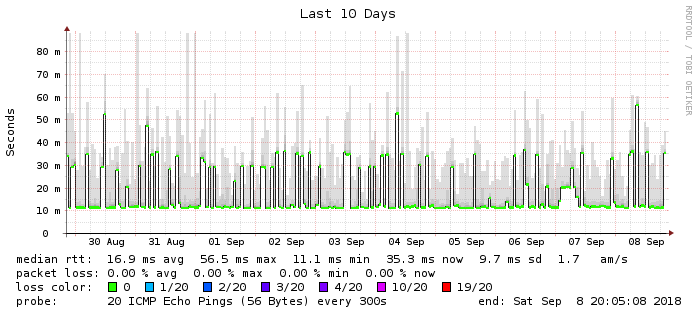 Last 10 Days
RRDTOOL / TOBI OETIKER
Seconds
80 m
70 m
60 m
50 m
40 m
30 m
20 m
10 m
0
30 Aug 31 Aug 01 Sep 02 Sep 03 Sep 04 Sep 05 Sep 06 Sep 07 Sep 08 Sep
median rtt: 16.9 ms avg 56.5 ms max 11.1 ms min 35.3 ms now 9.7 ms sd 1.7 am/s
packet loss: 0.00 % avg 0.00 % max 0.00 % min 0.00 % now
loss color: 0 1/20 2/20 3/20 4/20 10/20 19/20
probe: 20 ICMP Echo Pings (56 Bytes) every 300s end: Sat Sep 8 20:05:08 2018